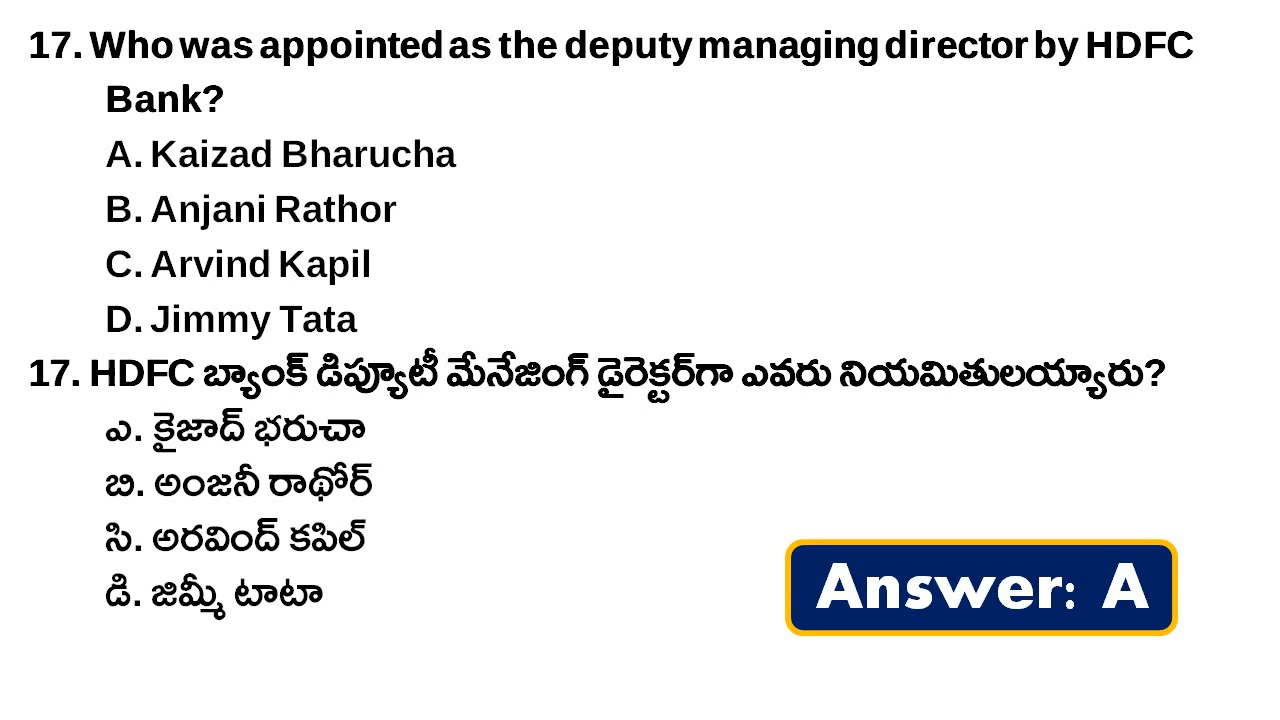 17. Who was appointed as the deputy managing director by HDFC
Bank?
A. Kaizad Bharucha
B. Anjani Rathor
C. Arvind Kapil
D. Jimmy Tata
17. HDFC బ్యాంక్ డిప్యూటీ మేనేజింగ్ డైరెక్టర్‌గా ఎవరు నియమితులయ్యారు?
ఎ. కైజాద్ భరుచా
బి. అంజనీ రాథోర్
సి. అరవింద్ కపిల్
డి. జిమ్మీ టాటా
Answer: A